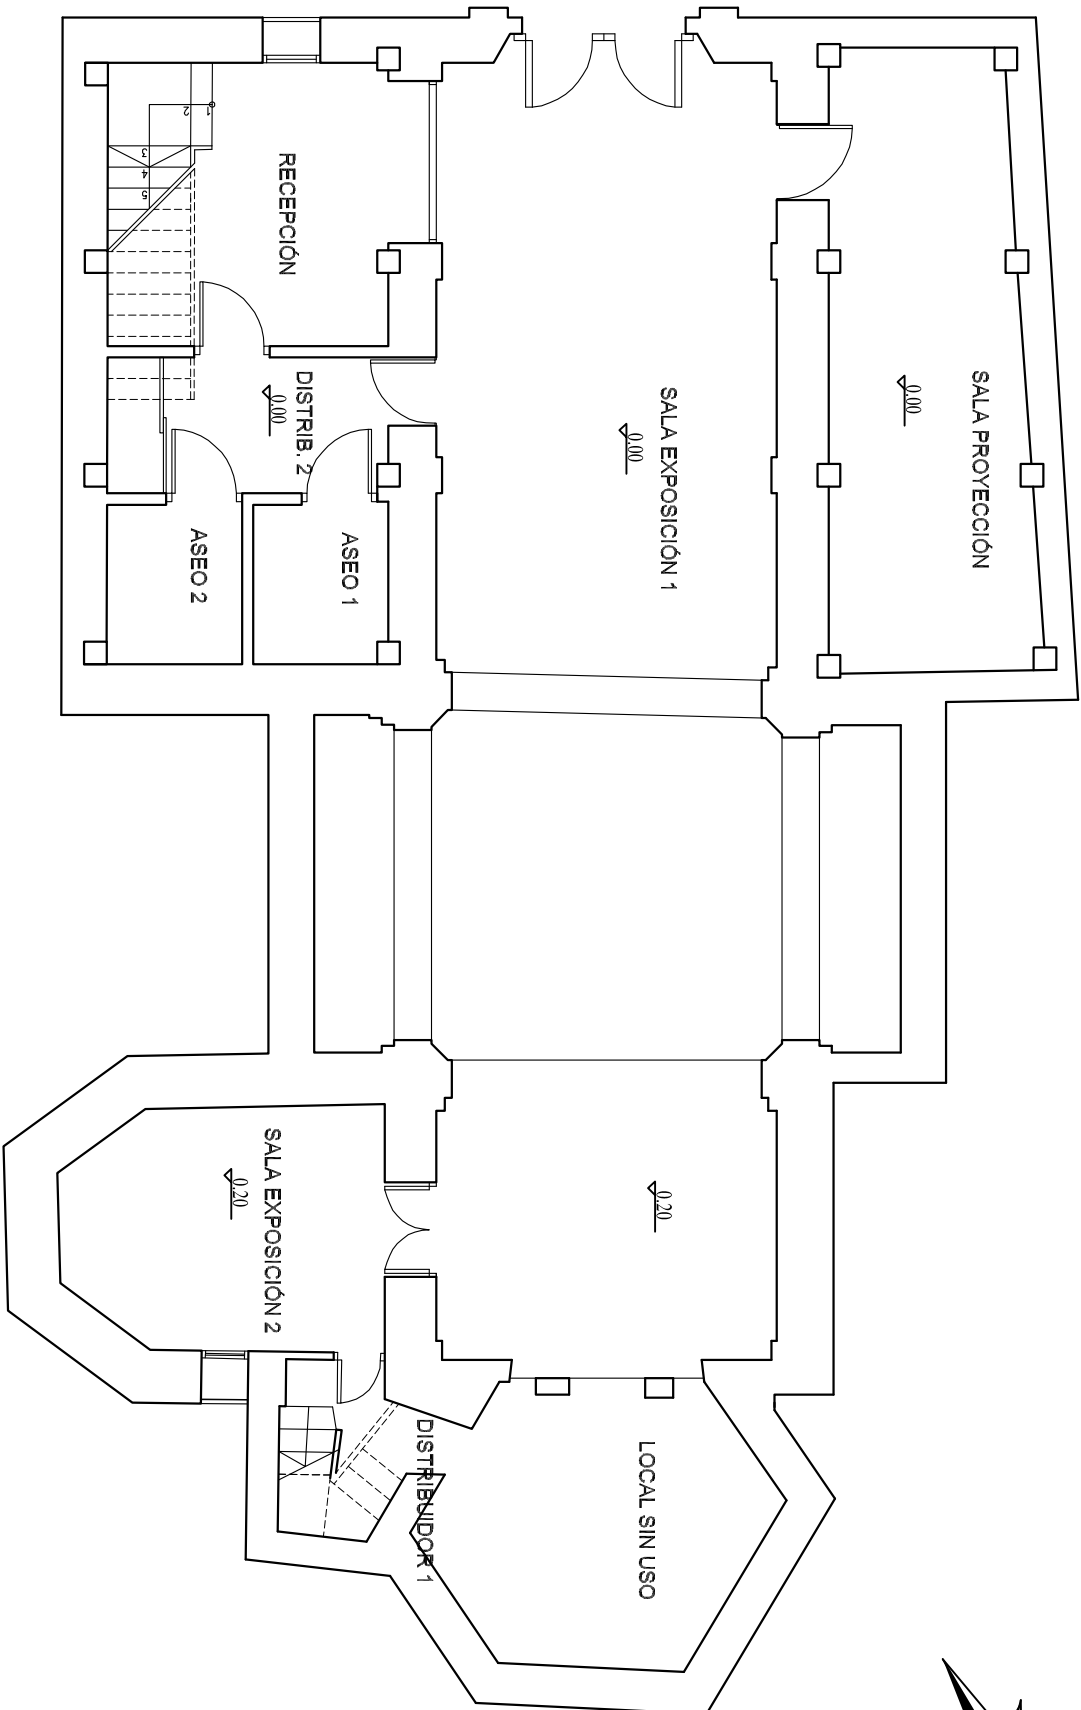 SALA PROYECCIÓN
0.00
SALA EXPOSICIÓN 1
0.00
RECEPCIÓN
1
2
3
4
5
DISTRIB. 2
0.00
ASEO 1
ASEO 2
0.20
SALA EXPOSICIÓN 2
0.20
LOCAL SIN USO
DISTRIBUIDOR 1